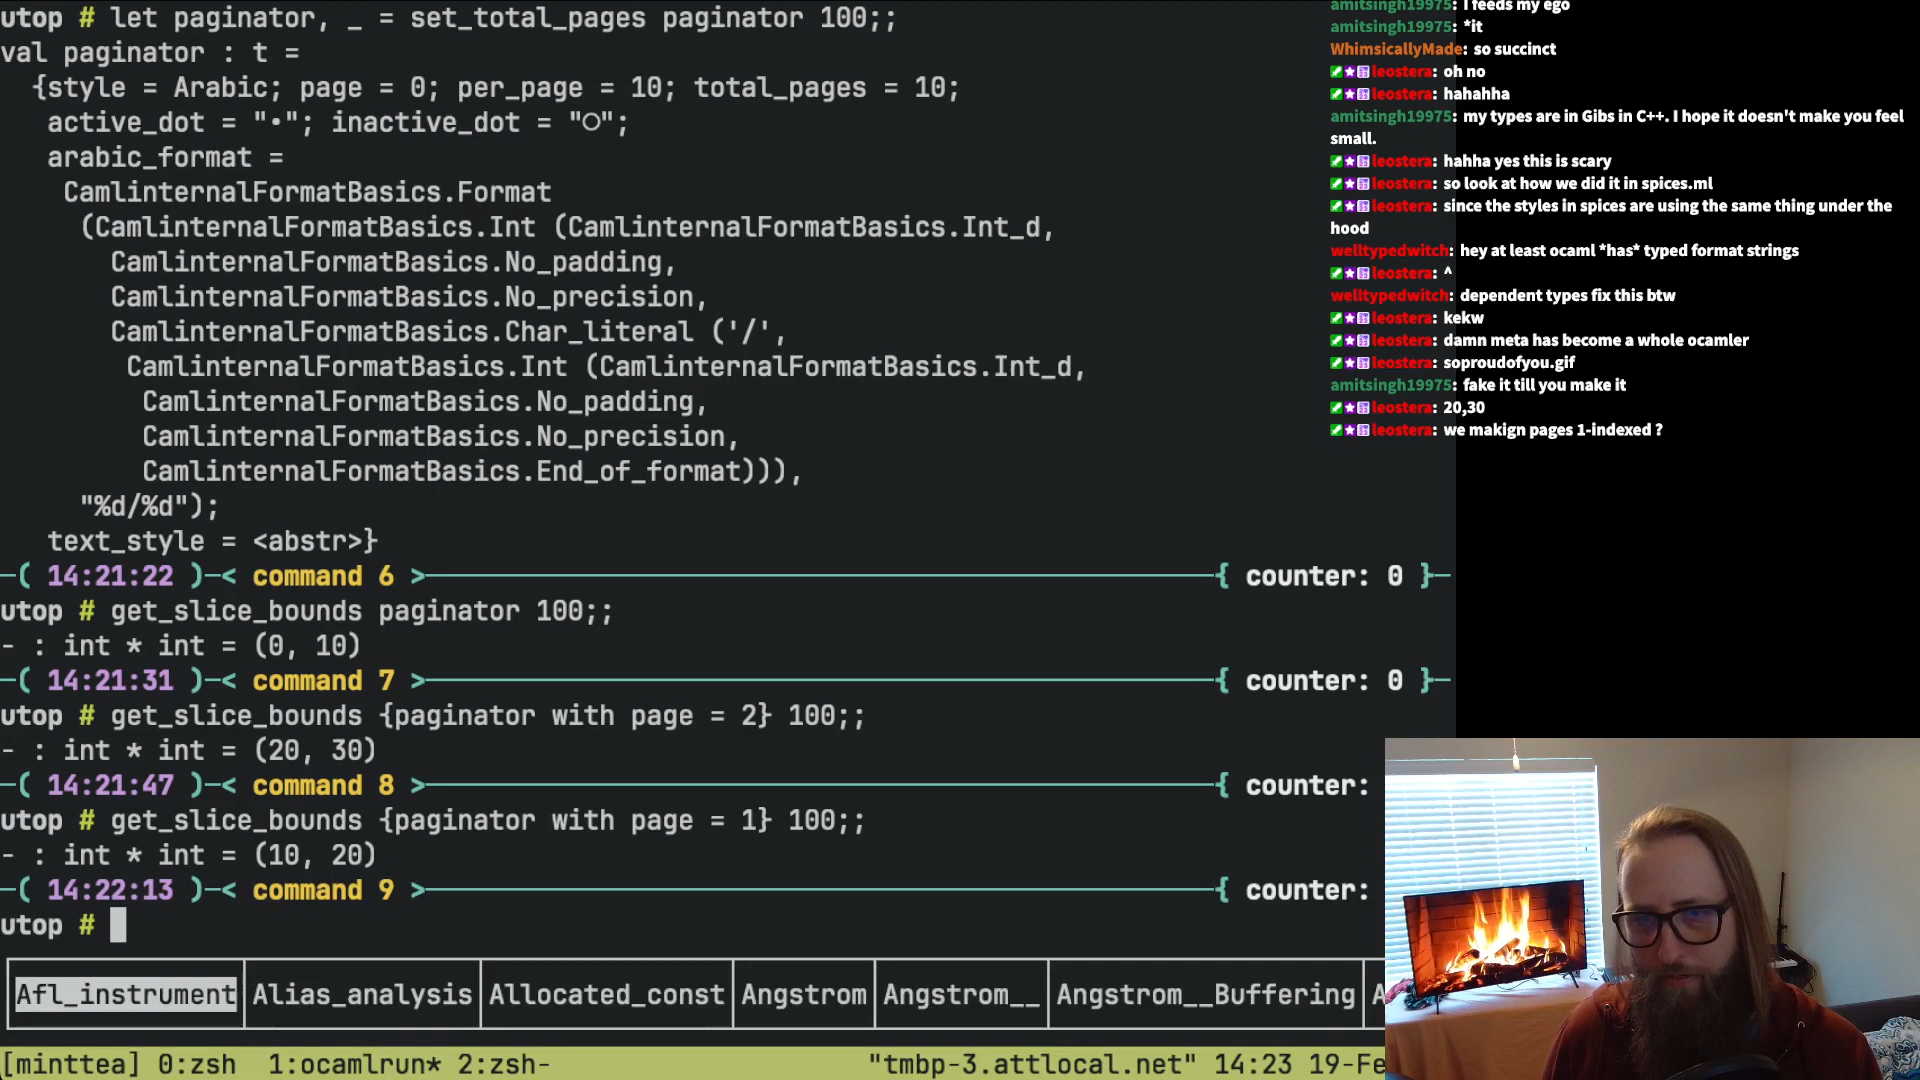 utop # let paginator, _ = set_total_pages paginator 100;;
val paginator : t =
{style = Arabic; page = 0; per_page = 10; total_pages = 10;
active_dot = "•"; inactive_dot = "○";
arabic_format =
CamlinternalFormatBasics.Format
(CamlinternalFormatBasics.Int (CamlinternalFormatBasics.Int_d,
CamlinternalFormatBasics.No_padding,
CamlinternalFormatBasics.No_precision,
CamlinternalFormatBasics.Char_literal ('/',
CamlinternalFormatBasics.Int (CamlinternalFormatBasics.Int_d,
CamlinternalFormatBasics.No_padding,
CamlinternalFormatBasics.No_precision,
CamlinternalFormatBasics.End_of_format))),
"%d/%d");
text_style = <abstr>}
─( 14:21:22 )─< command 6 >─{ counter: 0 }─
utop # get_slice_bounds paginator 100;;
- : int * int = (0, 10)
─( 14:21:31 )─< command 7 >─{ counter: 0 }─
utop # get_slice_bounds {paginator with page = 2} 100;;
- : int * int = (20, 30)
─( 14:21:47 )─< command 8 >─{ counter:
utop # get_slice_bounds {paginator with page = 1} 100;;
- : int * int = (10, 20)
─( 14:22:13 )─< command 9 >─{ counter:
utop #
Afl_instrument Alias_analysis Allocated_const Angstrom Angstrom__ Angstrom__Buffering A
[minttea] 0:zsh 1:ocamlrun* 2:zsh- "tmbp-3.attlocal.net" 14:23 19-Fe
amitsingh19975: I feeds my ego
amitsingh19975: *it
WhimsicallyMade: so succinct
leostera: oh no
leostera: hahahha
amitsingh19975: my types are in Gibs in C++. I hope it doesn't make you feel
small.
leostera: hahha yes this is scary
leostera: so look at how we did it in spices.ml
leostera: since the styles in spices are using the same thing under the
hood
welltypedwitch: hey at least ocaml *has* typed format strings
leostera: ^
welltypedwitch: dependent types fix this btw
leostera: kekw
leostera: damn meta has become a whole ocamler
leostera: soproudofyou.gif
amitsingh19975: fake it till you make it
leostera: 20,30
leostera: we makign pages 1-indexed ?